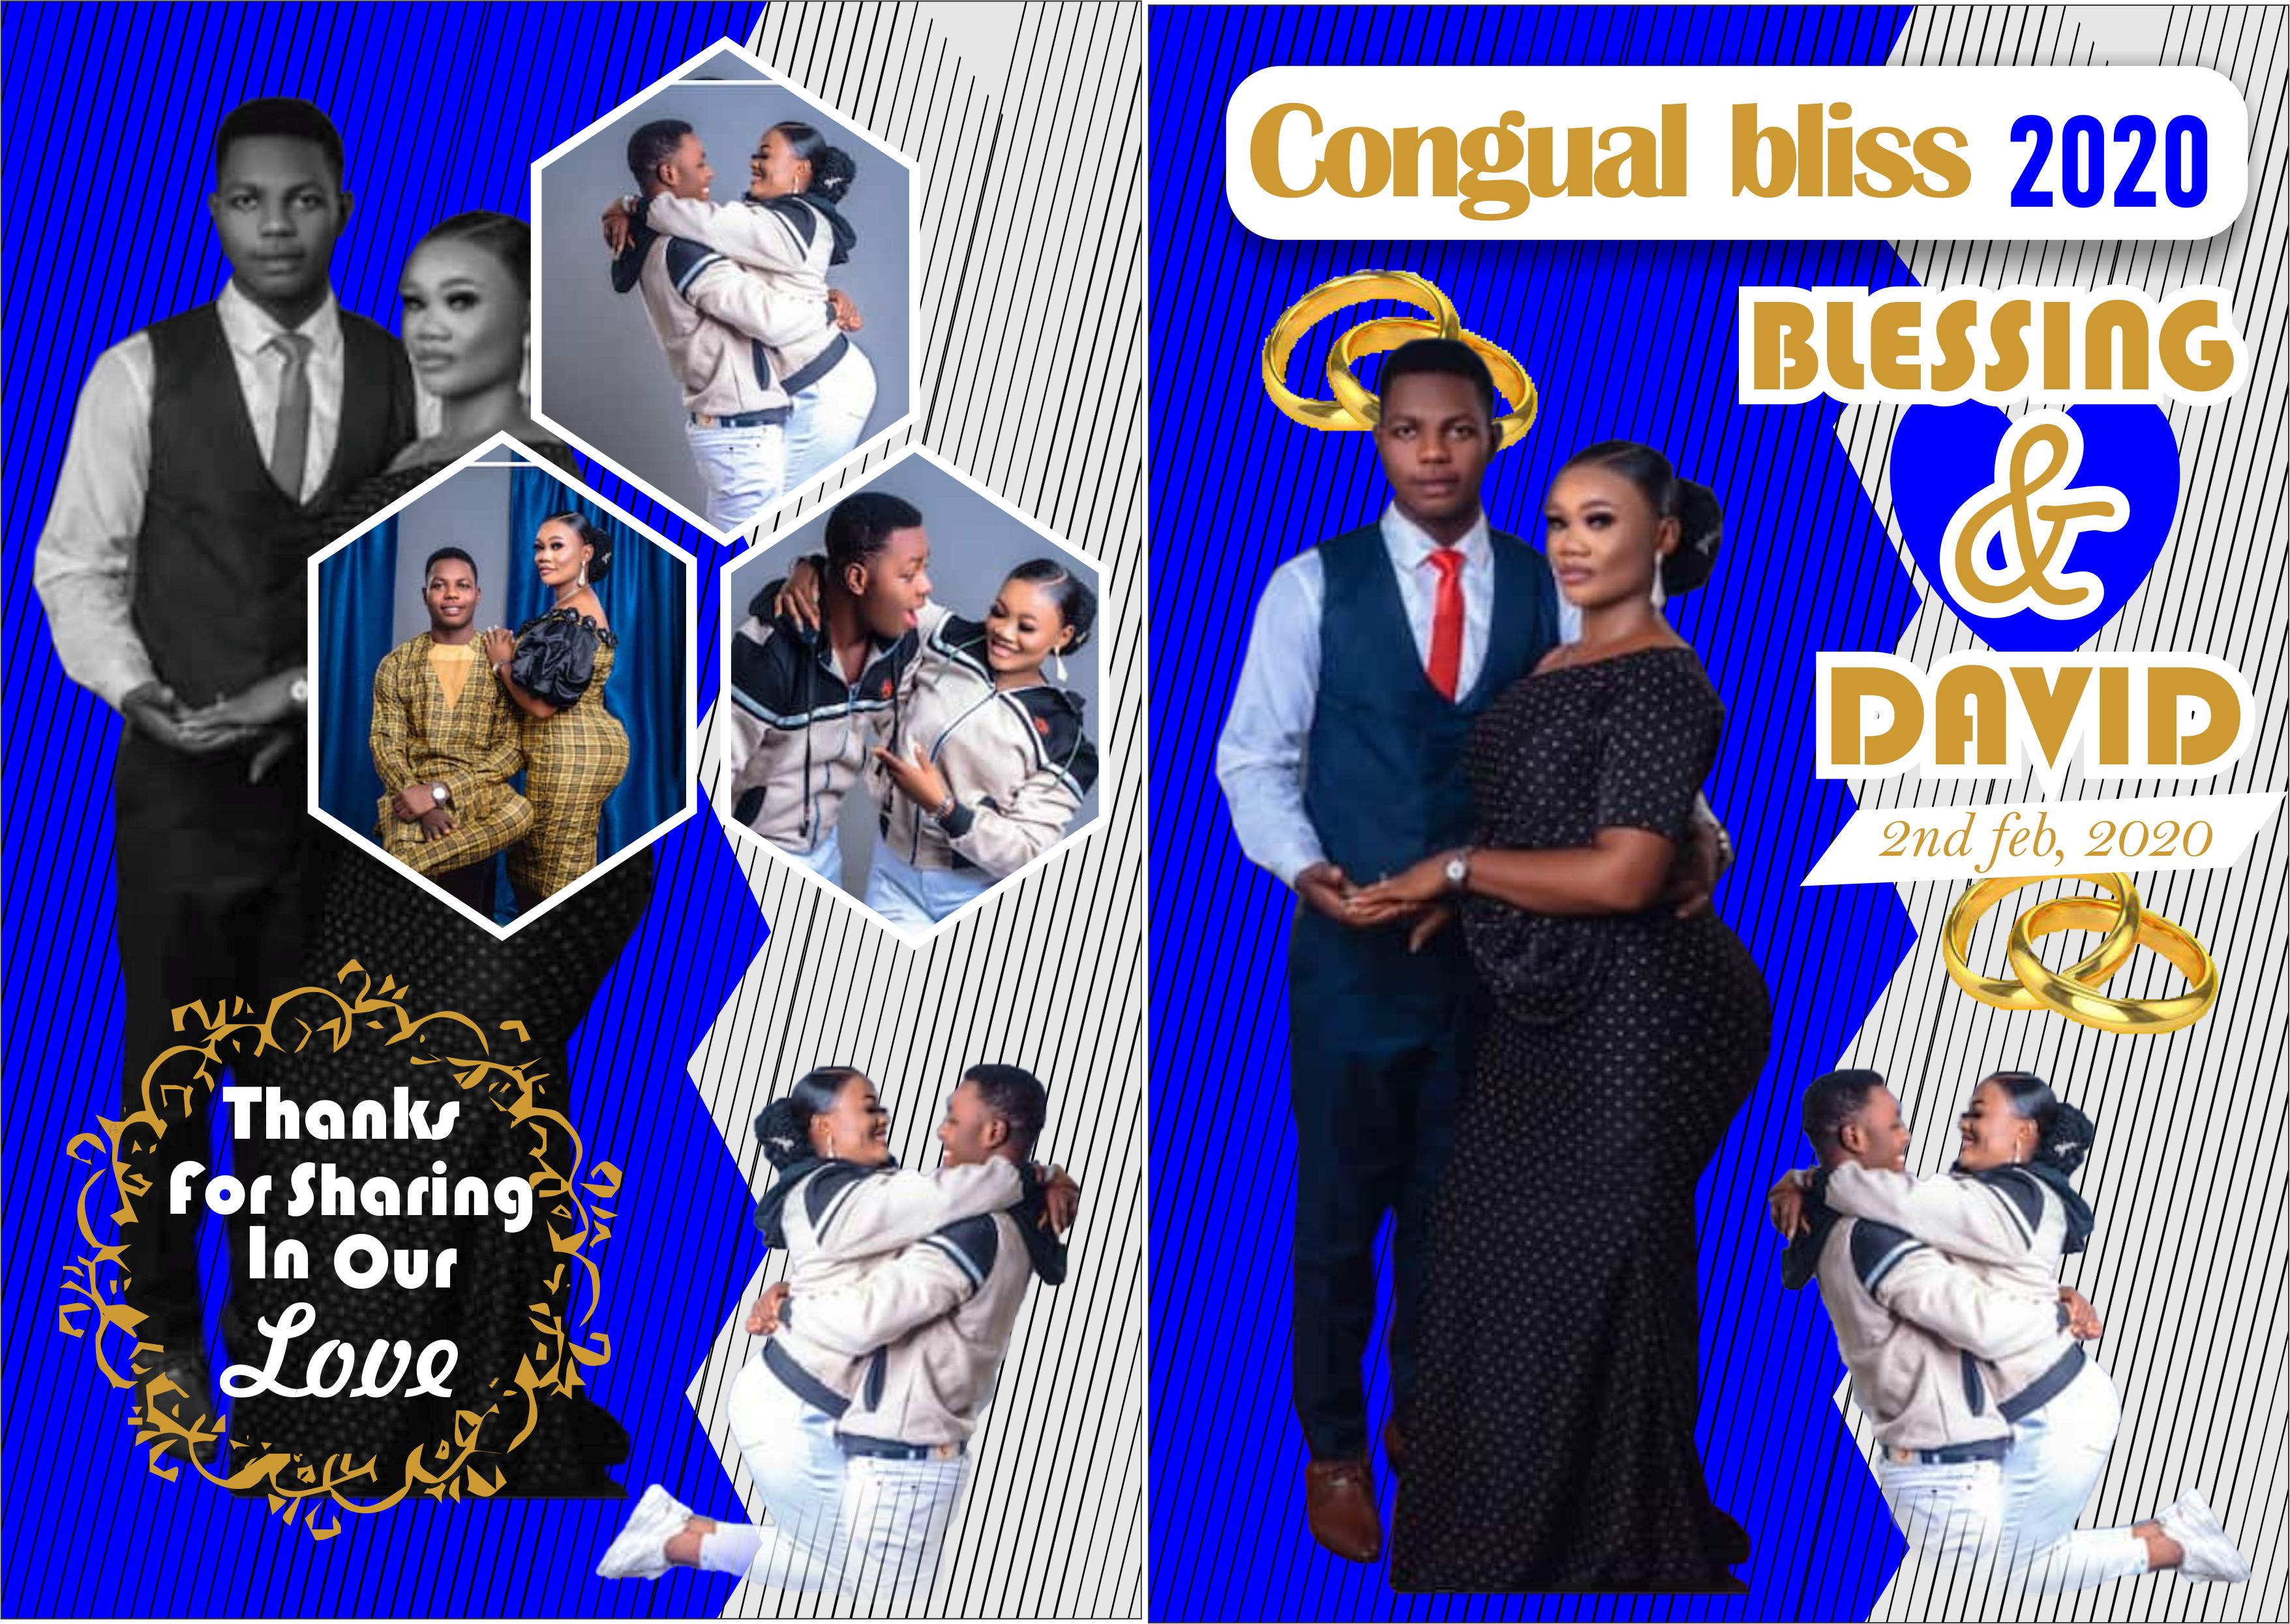 Thanks
For Sharing
In Our
Love
Congual bliss 2020
BLESSING
&
DAVID
2nd feb, 2020